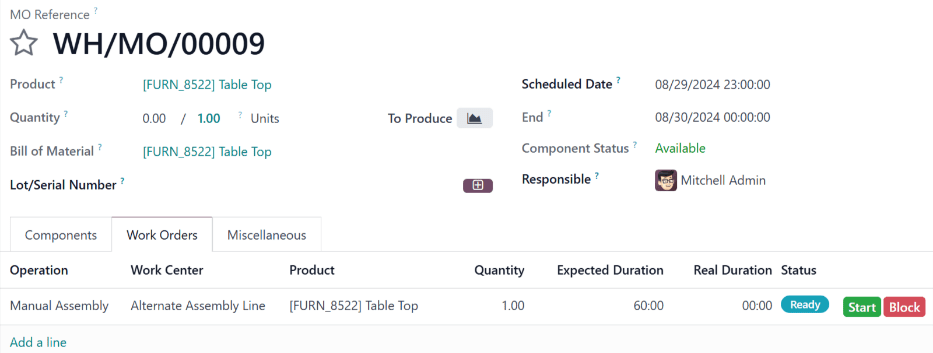 MO Reference ?
WH/MO/00009
Product ? [FURN_8522] Table Top Scheduled Date ? 08/29/2024 23:00:00
Quantity ? 0.00 / 1.00 ? Units To Produce End ? 08/30/2024 00:00:00
Bill of Material ? [FURN_8522] Table Top Component Status ? Available
Lot/Serial Number ? Responsible ? Mitchell Admin
Components Work Orders Miscellaneous
Operation Work Center Product Quantity Expected Duration Real Duration Status
Manual Assembly Alternate Assembly Line [FURN_8522] Table Top 1.00 60:00 00:00 Ready Start Block
Add a line